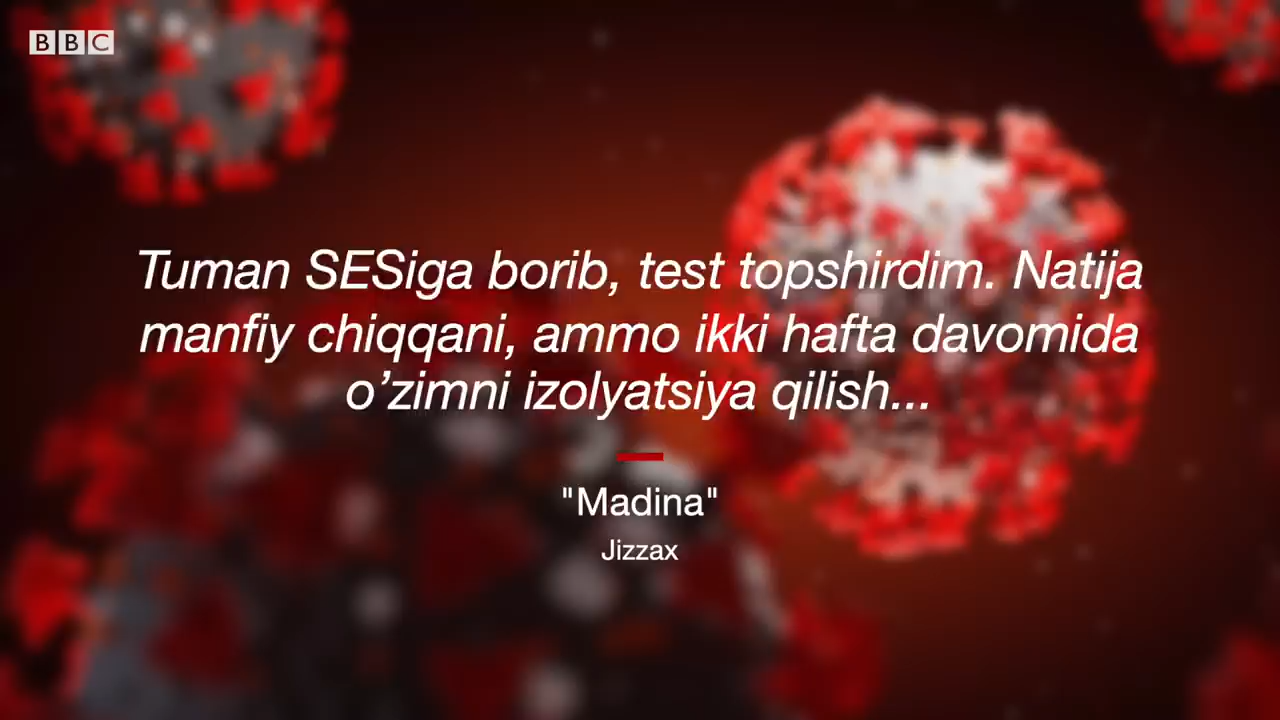 BBC
Tuman SESiga borib, test topshirdim. Natija
manfiy chiqqani, ammo ikki hafta davomida
o’zimni izolyatsiya qilish...
"Madina"
Jizzax